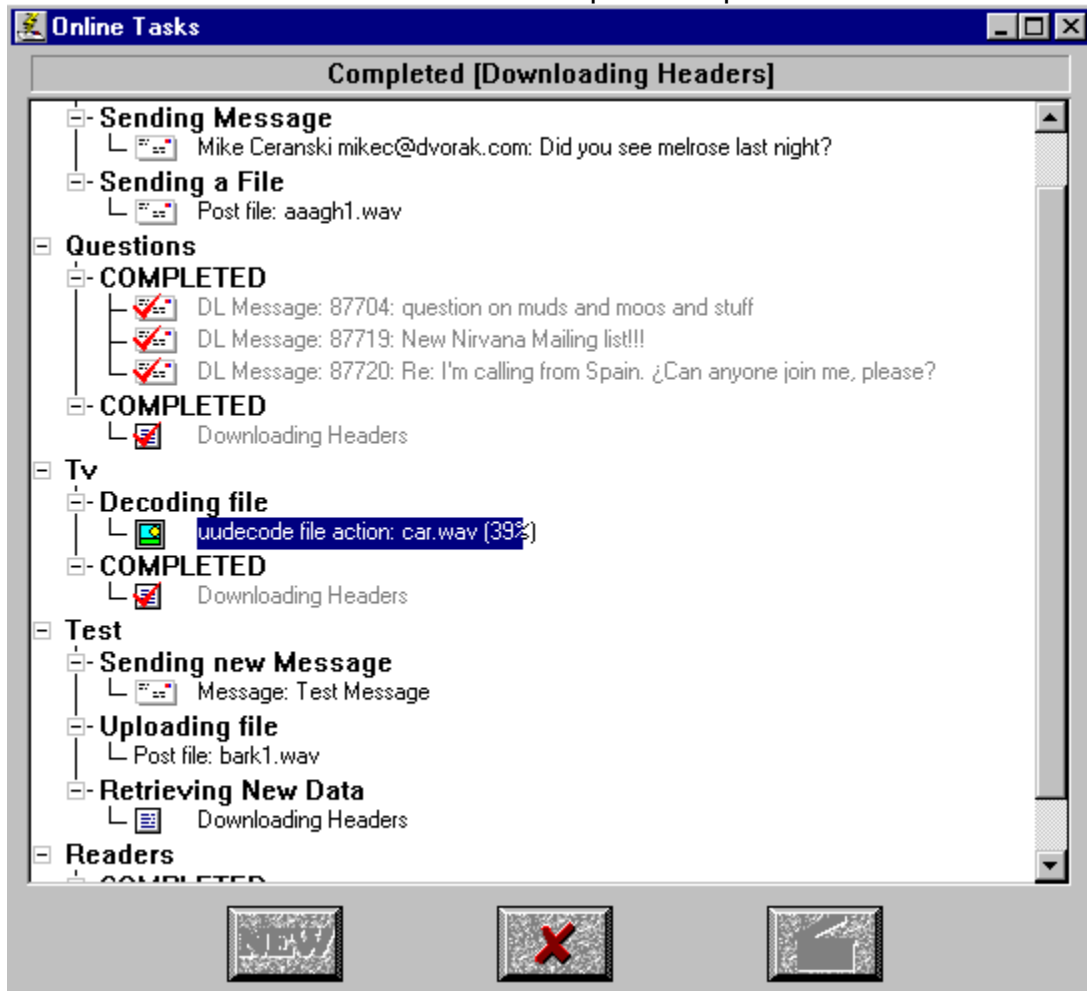 Online Tasks
Completed [Downloading Headers]
Sending Message
Mike Ceranski mikec@dvorak.com: Did you see melrose last night?
Sending a File
Post file: aaagh1.wav
Questions
COMPLETED
DL Message: 87704: question on muds and moos and stuff
DL Message: 87719: New Nirvana Mailing list!!!
DL Message: 87720: Re: I'm calling from Spain. ¿Can anyone join me, please?
COMPLETED
Downloading Headers
Tv
Decoding file
uudecode file action: car.wav (39%)
COMPLETED
Downloading Headers
Test
Sending new Message
Message: Test Message
Uploading file
Post file: bark1.wav
Retrieving New Data
Downloading Headers
Readers
COMPLETED
NEW